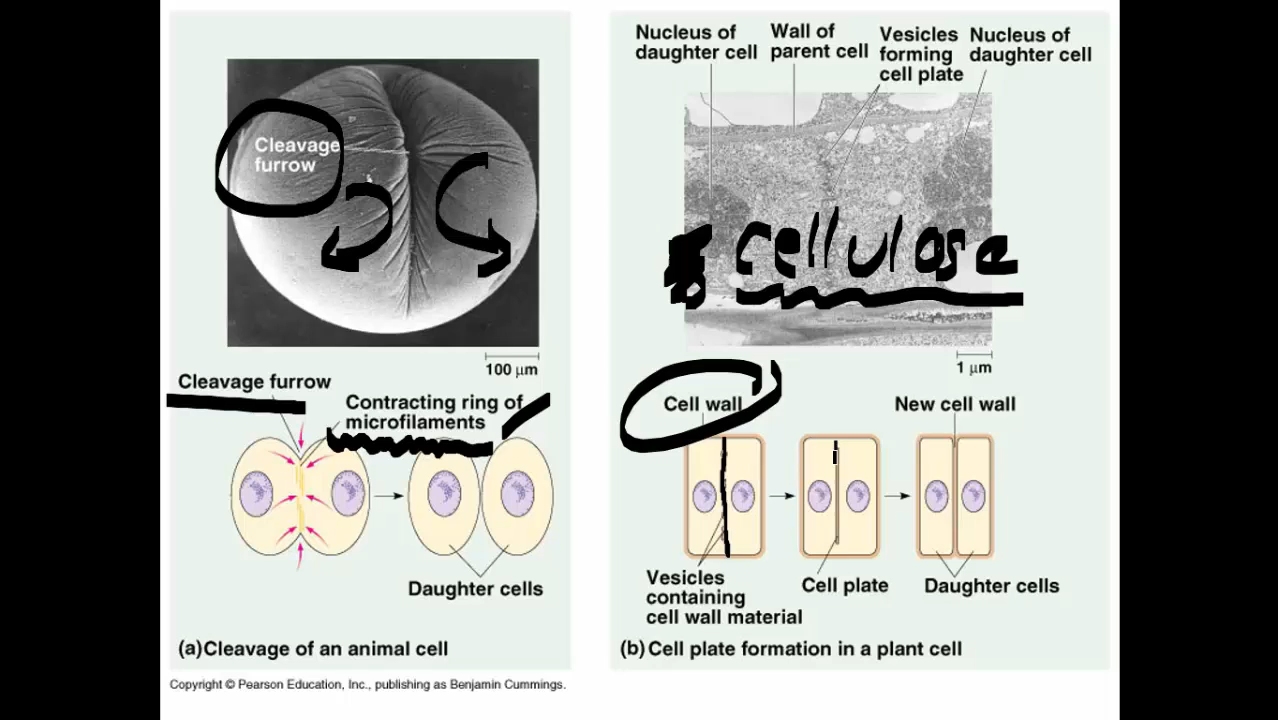 Cleavage
furrow
100 μm
Cleavage furrow
Contracting ring of
microfilaments
Daughter cells
(a) Cleavage of an animal cell
Nucleus of
daughter cell
Wall of
parent cell
Vesicles
forming
cell plate
Nucleus of
daughter cell
cellulose
1 μm
Cell wall
New cell wall
Vesicles
containing
cell wall material
Cell plate
Daughter cells
(b) Cell plate formation in a plant cell
Copyright © Pearson Education, Inc., publishing as Benjamin Cummings.